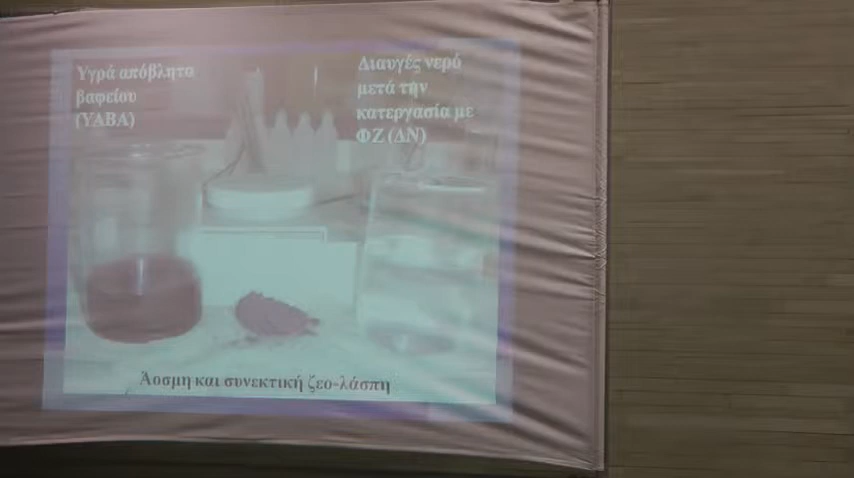 Υγρά απόβλητα
βαφείου
(ΥΑΒΑ)
Διαυγές νερό
μετά την
κατεργασία με
ΦΖ (ΔΝ)
Άοσμη και συνεκτική ζεο-λάσπη